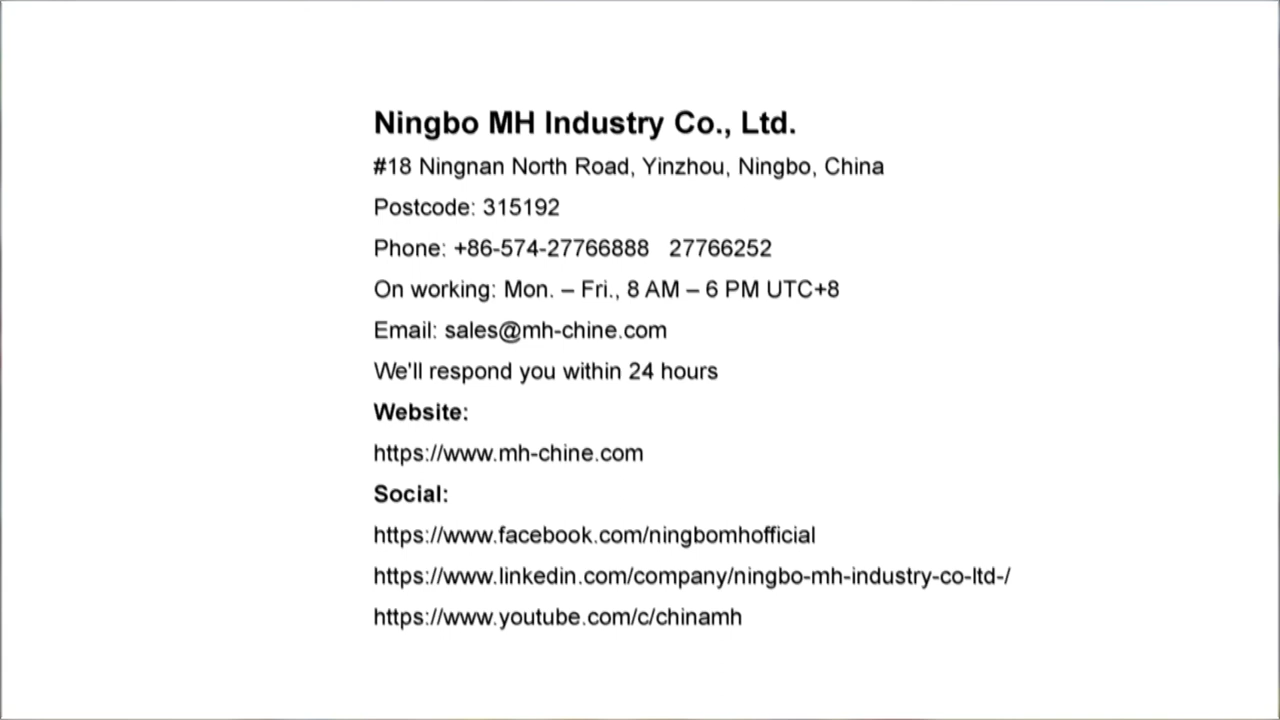 Ningbo MH Industry Co., Ltd.
#18 Ningnan North Road, Yinzhou, Ningbo, China
Postcode: 315192
Phone: +86-574-27766888   27766252
On working: Mon. – Fri., 8 AM – 6 PM UTC+8
Email: sales@mh-chine.com
We'll respond you within 24 hours
Website:
https://www.mh-chine.com
Social:
https://www.facebook.com/ningbomhofficial
https://www.linkedin.com/company/ningbo-mh-industry-co-ltd-/
https://www.youtube.com/c/chinamh